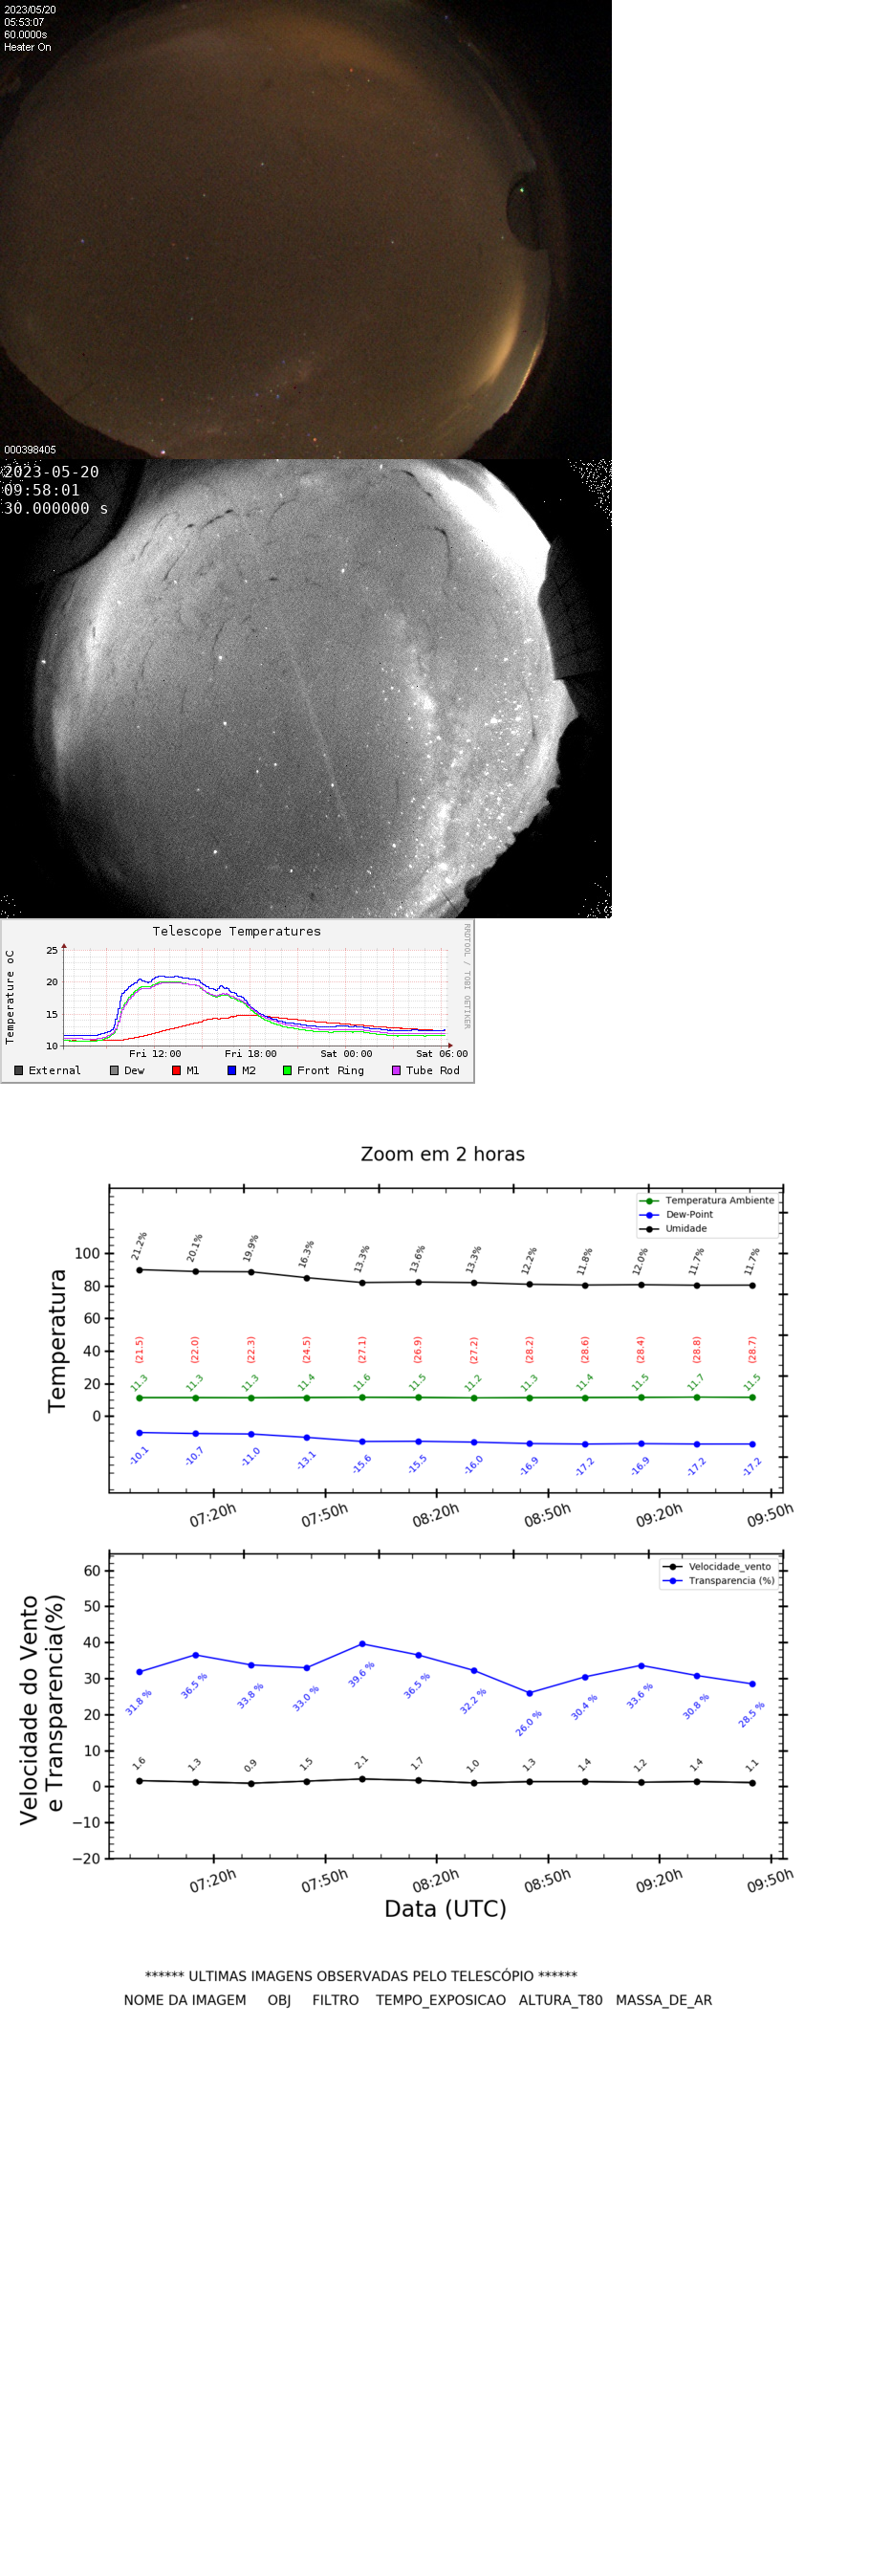 2023/05/20
05:53:07
60.0000s
Heater On
000398405
2023-05-20
09:58:01
30.000000 s
Telescope Temperatures
RRDTOOL / TOBI OETIKER
Temperature oC
25
20
15
10
Fri 12:00 Fri 18:00 Sat 00:00 Sat 06:00
External Dew M1 M2 Front Ring Tube Rod
Zoom em 2 horas
Temperatura
Temperatura Ambiente
Dew-Point
Umidade
100
80
60
40
20
0
21.2% 20.1% 19.9% 16.3% 13.3% 13.6% 13.3% 12.2% 11.8% 12.0% 11.7% 11.7%
(21.5) (22.0) (22.3) (24.5) (27.1) (26.9) (27.2) (28.2) (28.6) (28.4) (28.8) (28.7)
11.3 11.3 11.3 11.4 11.6 11.5 11.2 11.3 11.4 11.5 11.7 11.5
-10.1 -10.7 -11.0 -13.1 -15.6 -15.5 -16.0 -16.9 -17.2 -16.9 -17.2 -17.2
07:20h 07:50h 08:20h 08:50h 09:20h 09:50h
Velocidade do Vento
e Transparencia(%)
Velocidade_vento
Transparencia (%)
60
50
40
30
20
10
0
−10
−20
31.8 % 36.5 % 33.8 % 33.0 % 39.6 % 36.5 % 32.2 % 26.0 % 30.4 % 33.6 % 30.8 % 28.5 %
1.6 1.3 0.9 1.5 2.1 1.7 1.0 1.3 1.4 1.2 1.4 1.1
07:20h 07:50h 08:20h 08:50h 09:20h 09:50h
Data (UTC)
****** ULTIMAS IMAGENS OBSERVADAS PELO TELESCÓPIO ******
NOME DA IMAGEM OBJ FILTRO TEMPO_EXPOSICAO ALTURA_T80 MASSA_DE_AR